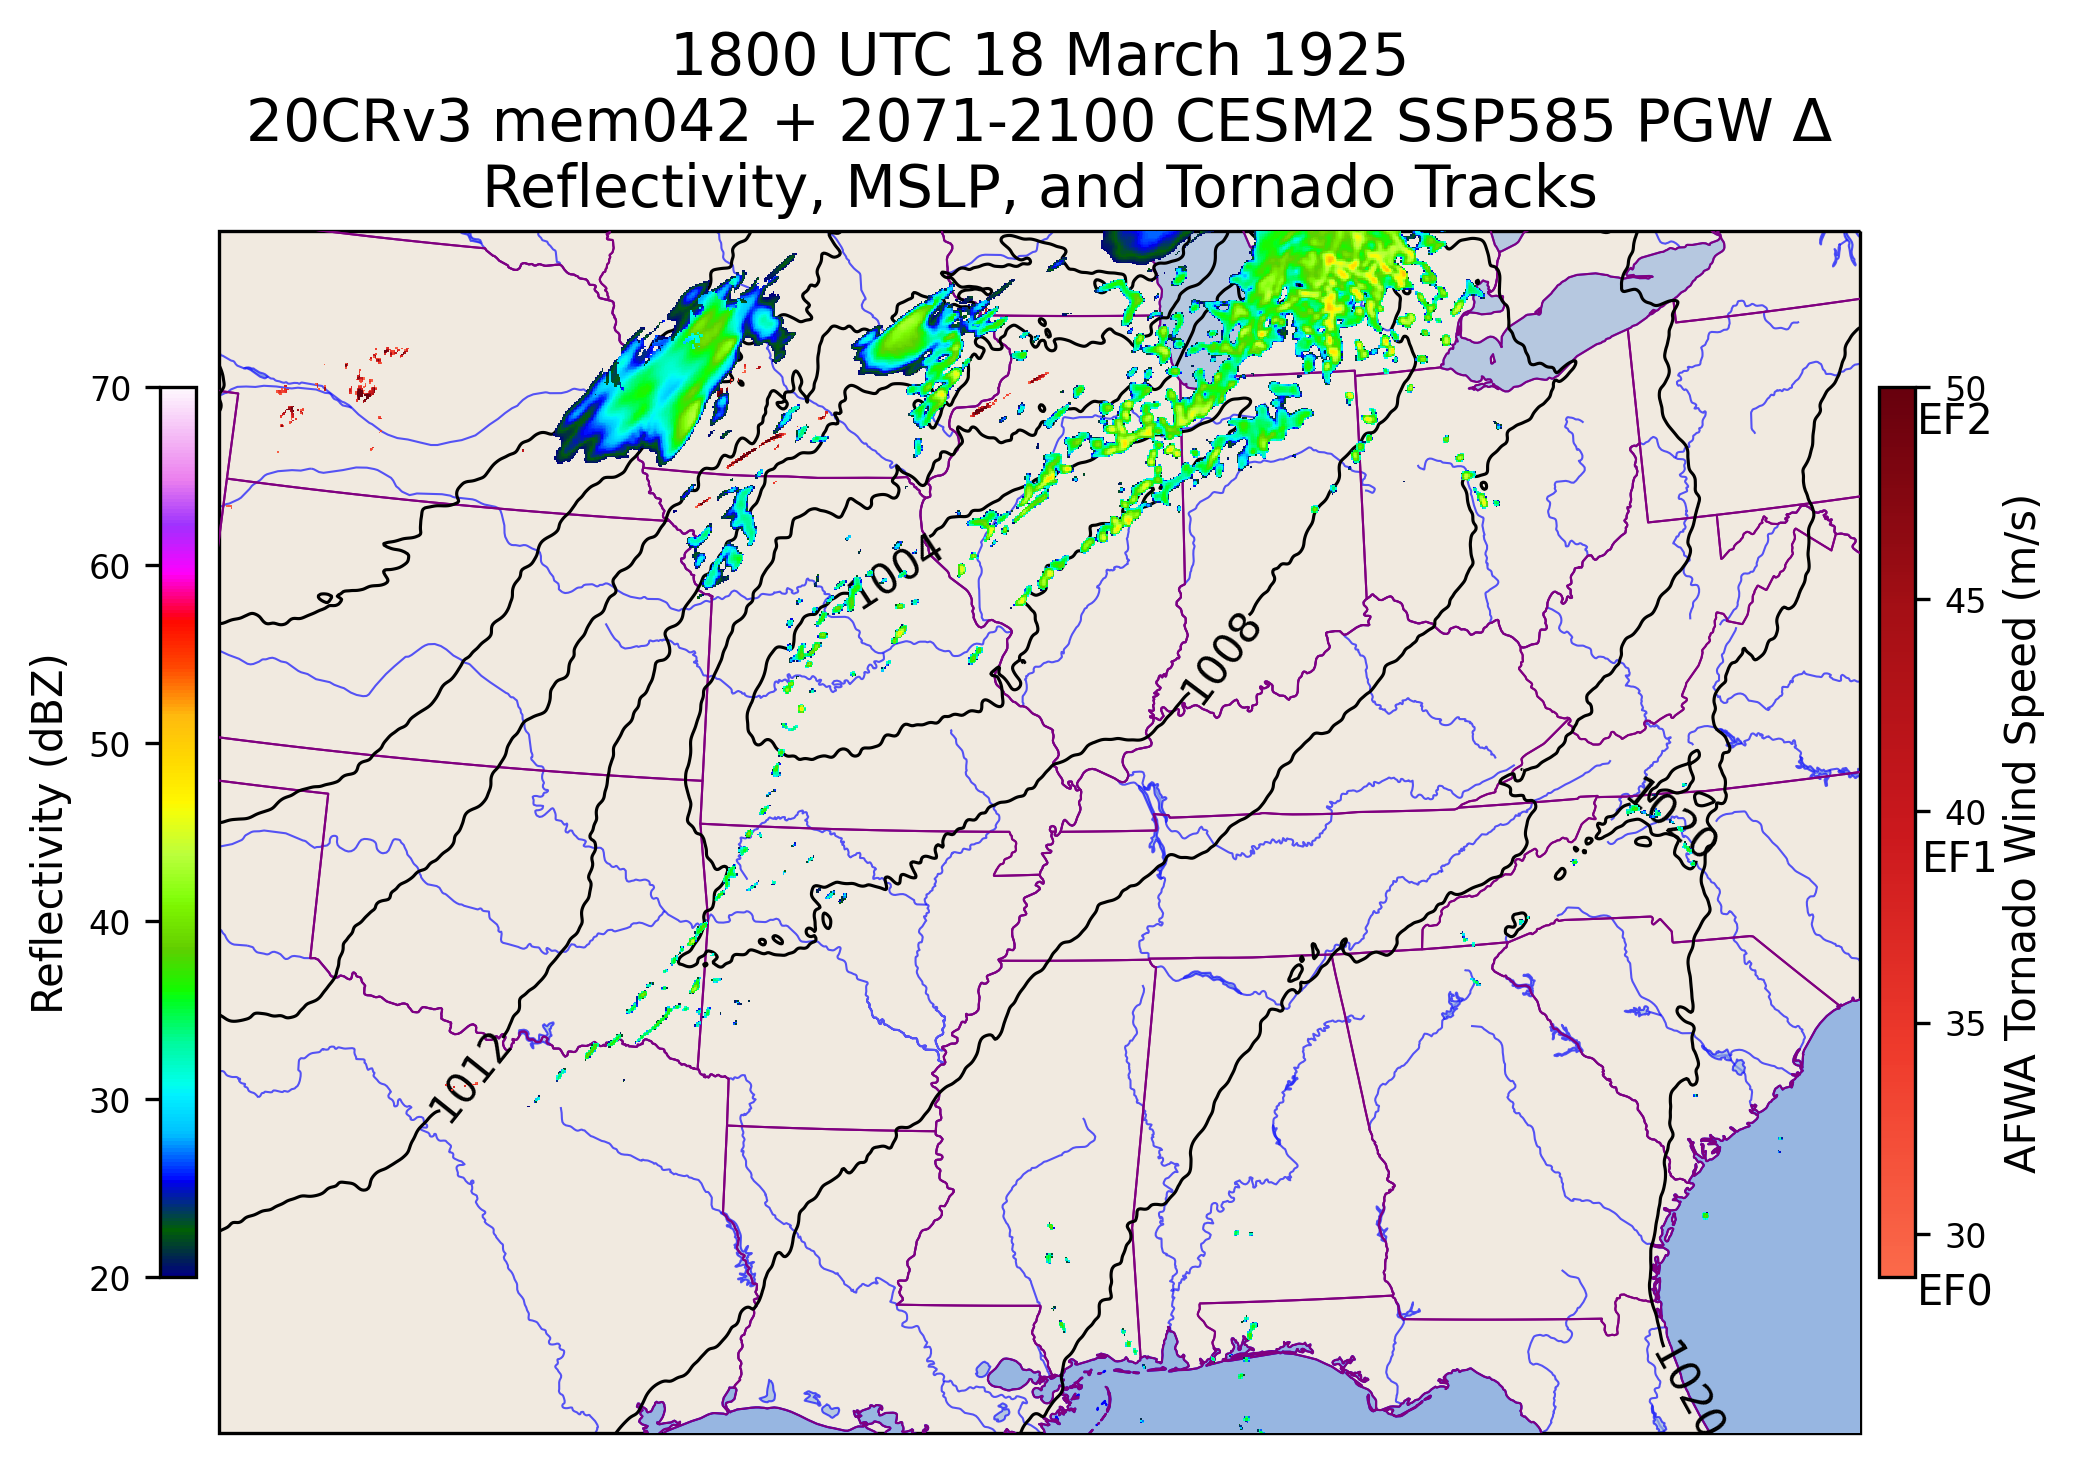 1800 UTC 18 March 1925
20CRv3 mem042 + 2071-2100 CESM2 SSP585 PGW Δ
Reflectivity, MSLP, and Tornado Tracks
Reflectivity (dBZ)
70
60
50
40
30
20
1004
1008
1012
1020
1020
50
EF2
45
40
EF1
35
30
EF0
AFWA Tornado Wind Speed (m/s)